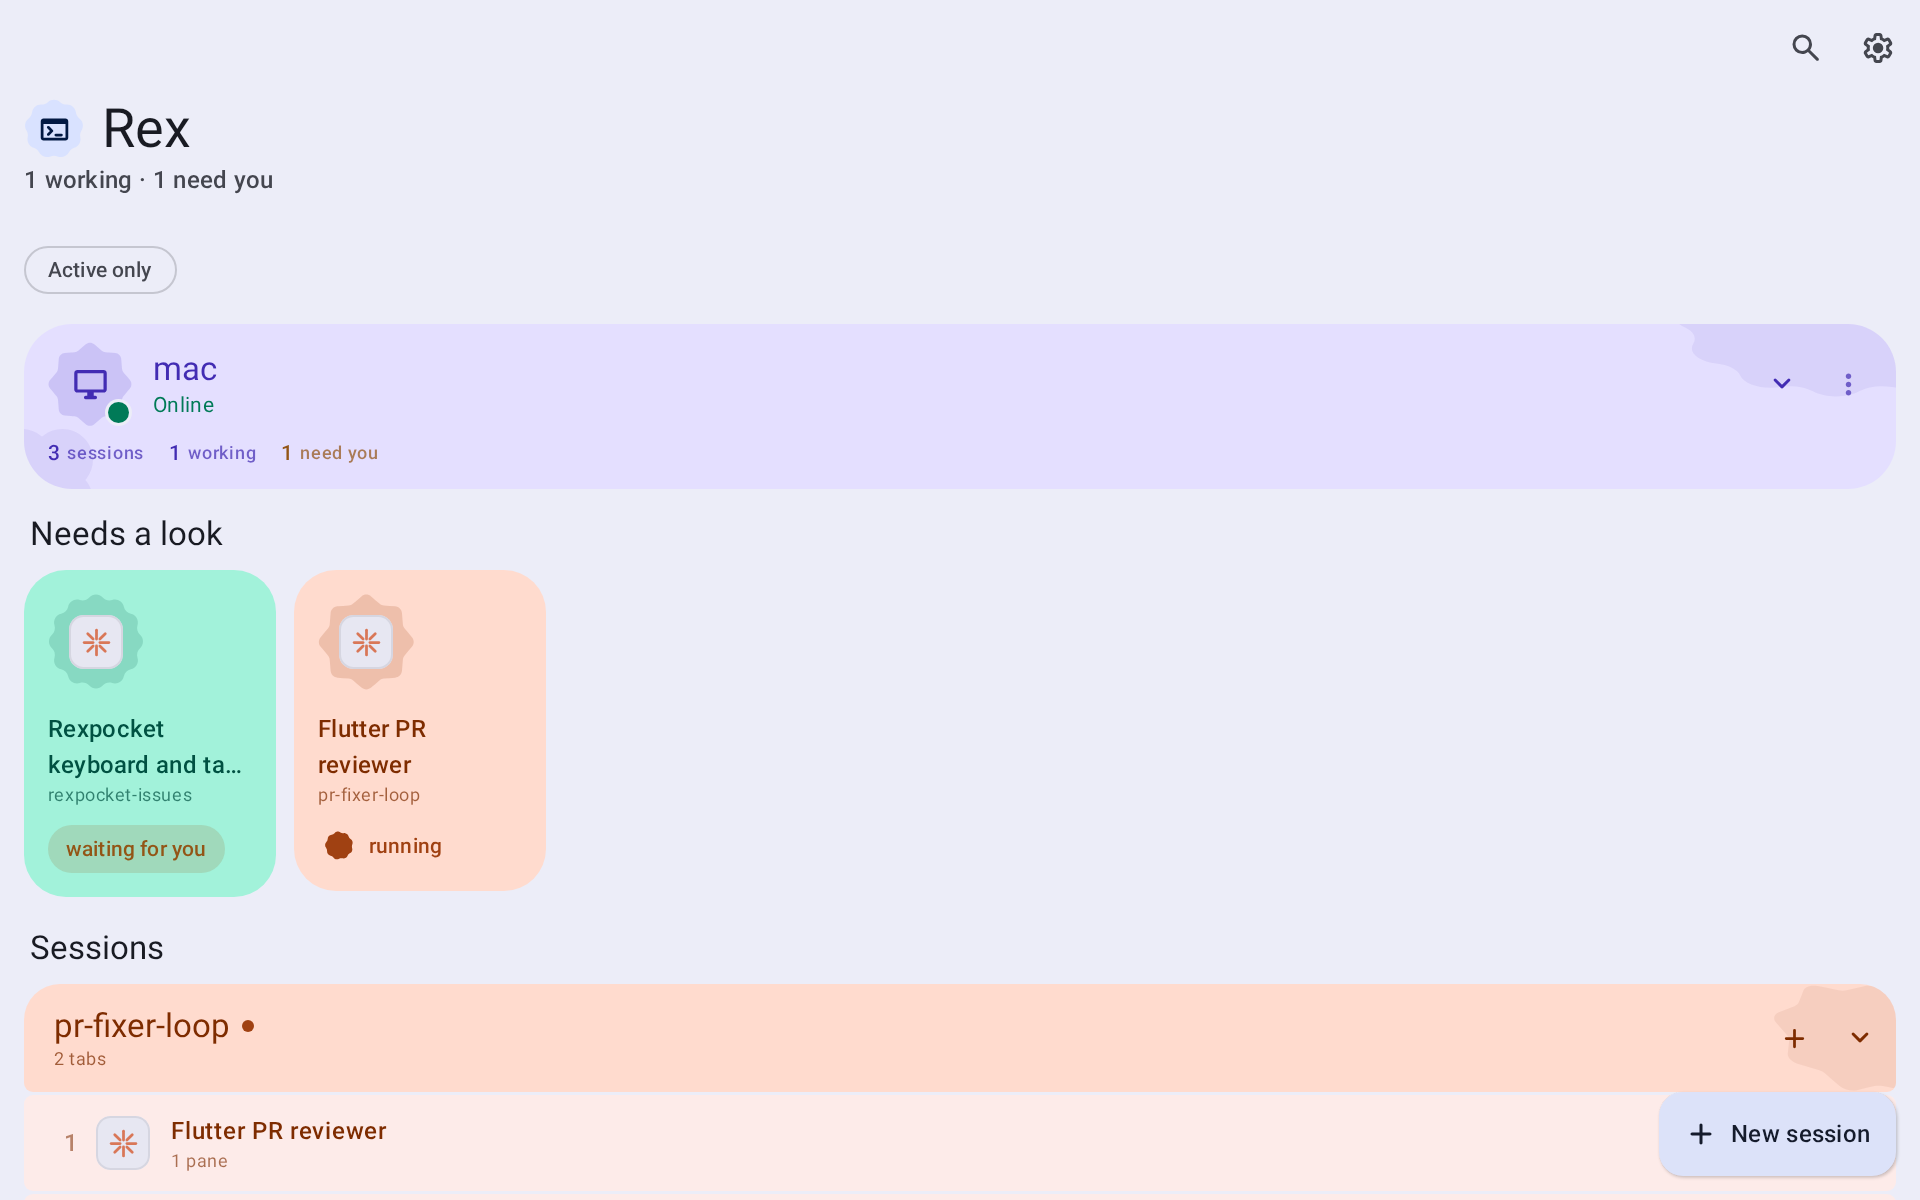 Rex
1 working · 1 need you
Active only
mac
Online
3 sessions 1 working 1 need you
Needs a look
Rexpocket
keyboard and ta…
rexpocket-issues
waiting for you
Flutter PR
reviewer
pr-fixer-loop
running
Sessions
pr-fixer-loop
2 tabs
1
Flutter PR reviewer
1 pane
New session